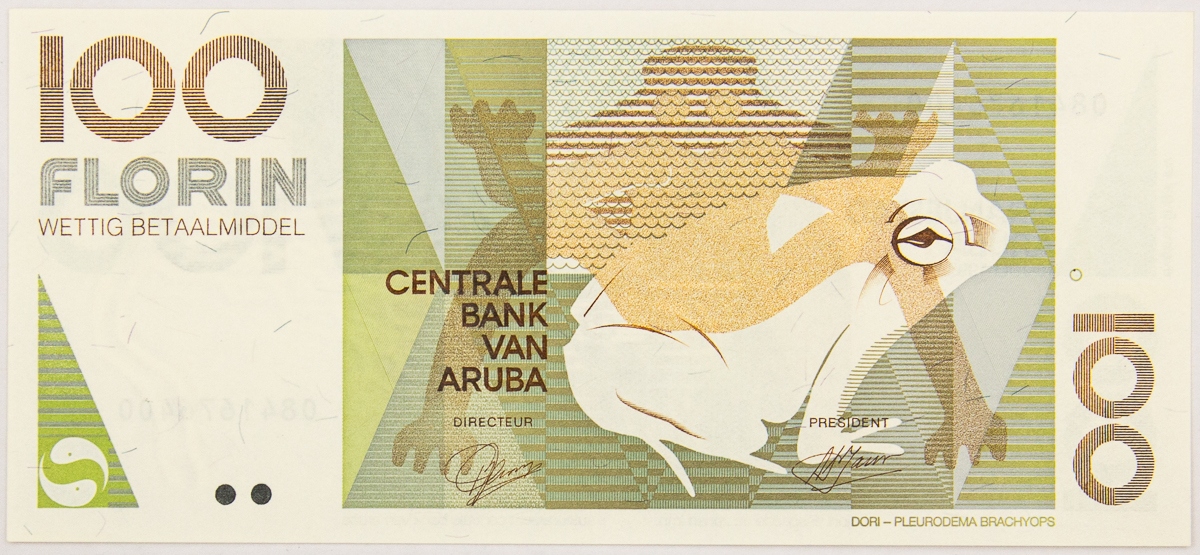 100
FLORIN
WETTIG BETAALMIDDEL
CENTRALE
BANK
VAN
ARUBA
DIRECTEUR
PRESIDENT
100
DORI – PLEURODEMA BRACHYOPS